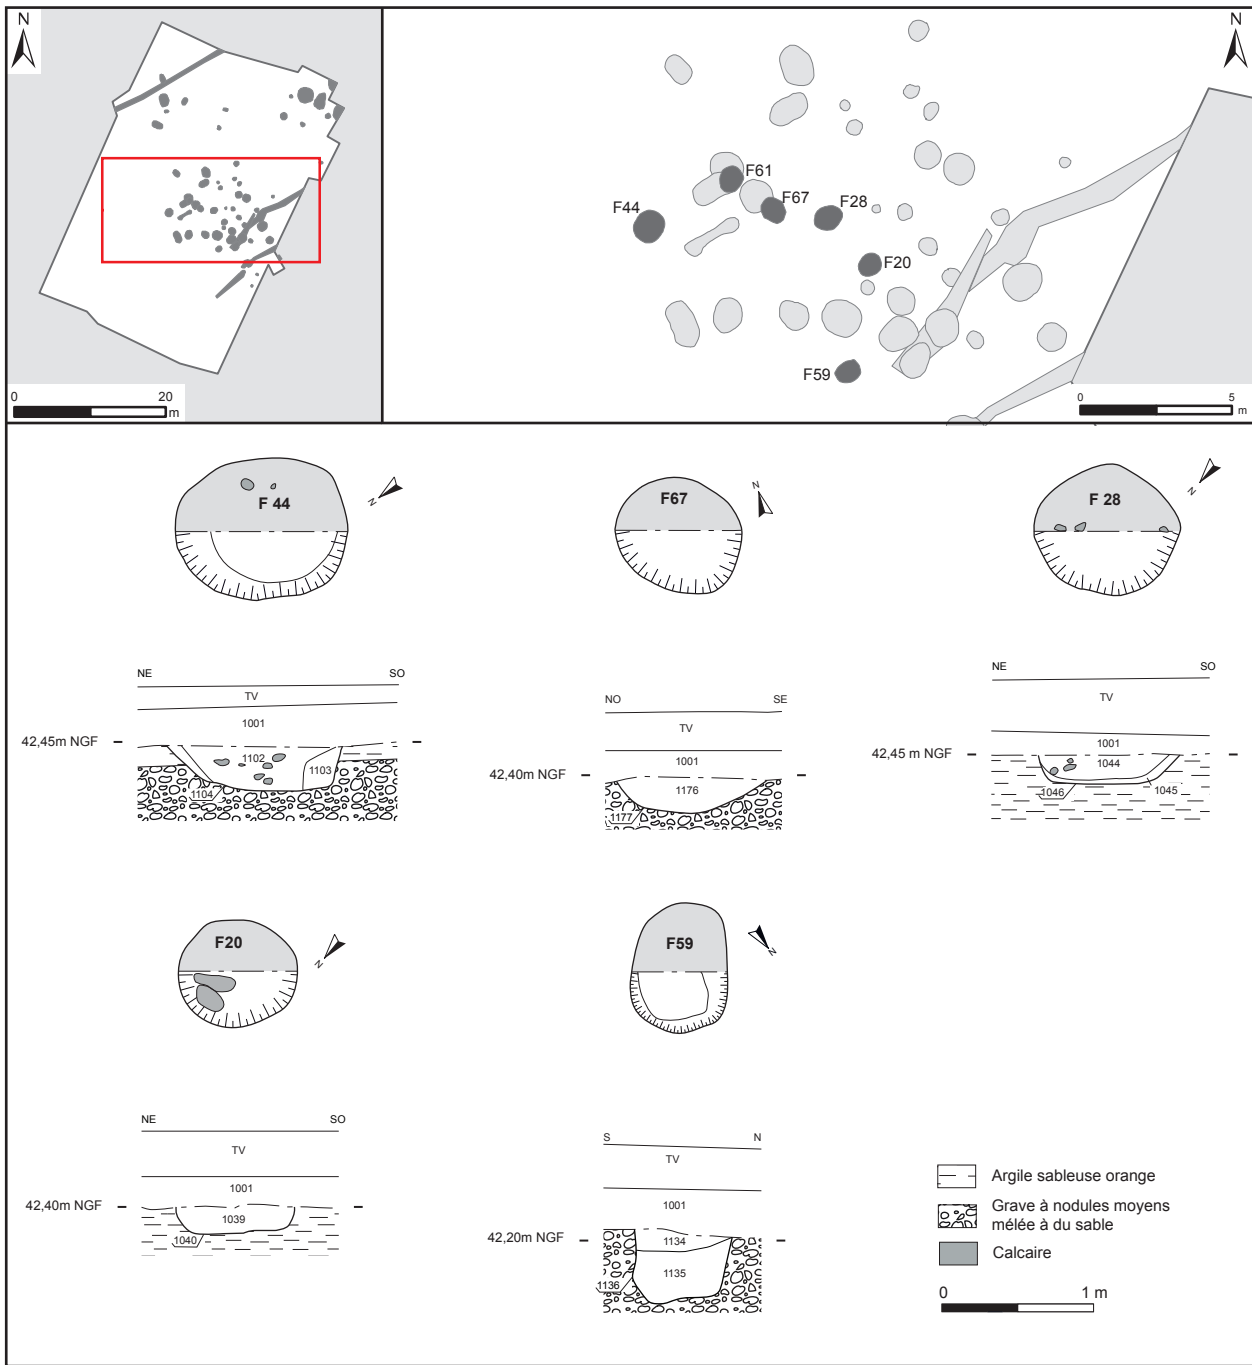 N
0
20
m
N
F61
F67
F28
F44
F20
F59
0
5
m
F 44
N
F67
N
F 28
N
NE
SO
TV
1001
42,45m NGF
1102
1103
1104
NO
SE
TV
1001
42,40m NGF
1176
1177
NE
SO
TV
1001
42,45 m NGF
1044
1046
1045
F20
N
F59
N
NE
SO
TV
1001
42,40m NGF
1039
1040
S
N
TV
1001
42,20m NGF
1134
1135
1136
Argile sableuse orange
Grave à nodules moyens
mélée à du sable
Calcaire
0
1 m